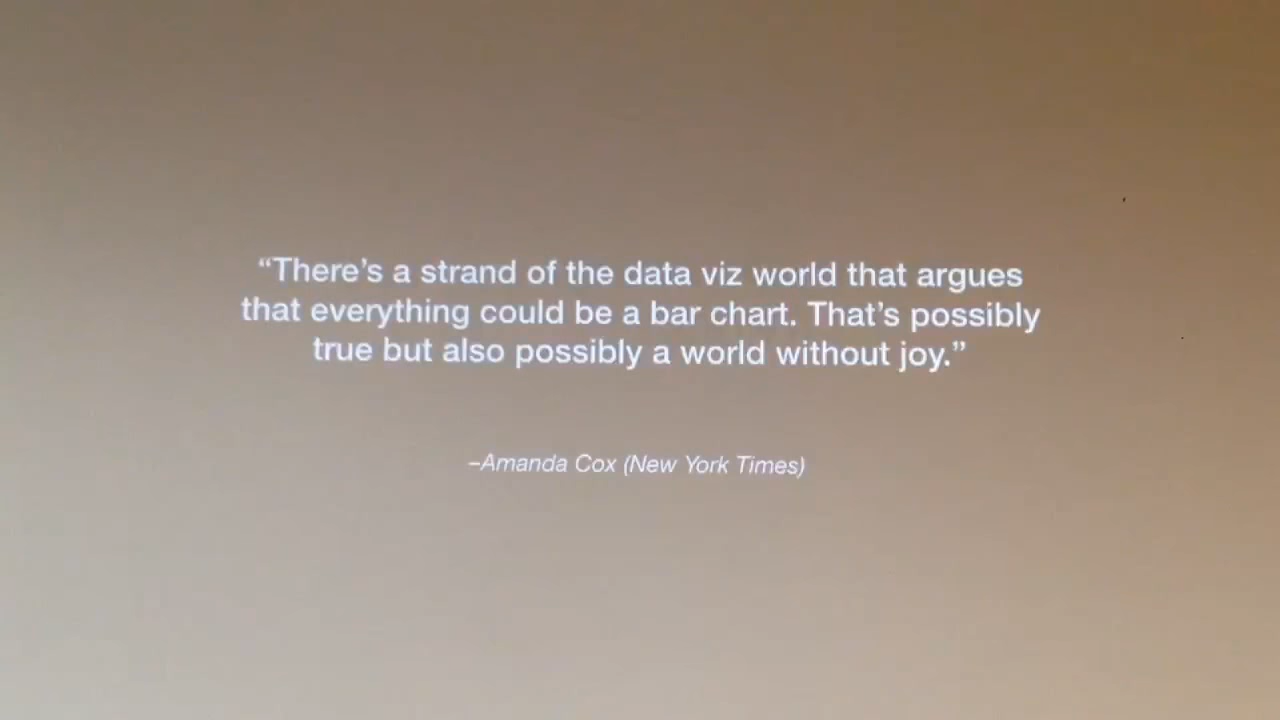 “There’s a strand of the data viz world that argues
that everything could be a bar chart. That’s possibly
true but also possibly a world without joy.”
–Amanda Cox (New York Times)